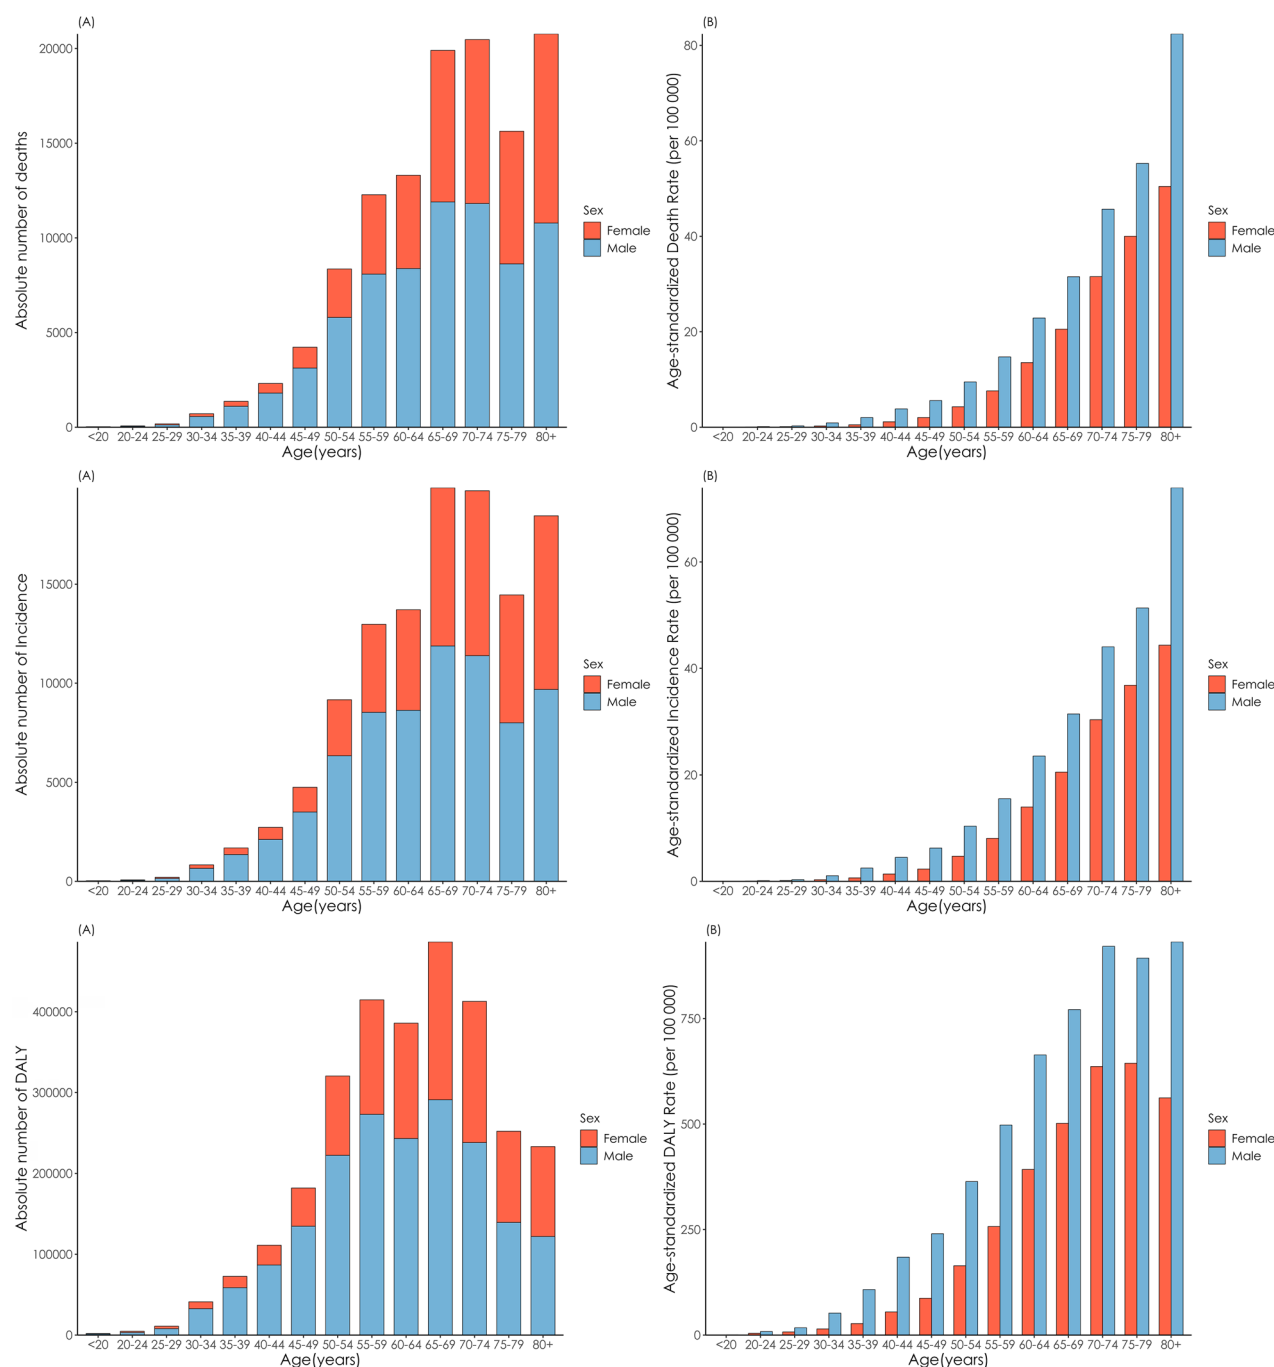 (A)
Absolute number of deaths
20000
15000
10000
5000
0
<20 20-24 25-29 30-34 35-39 40-44 45-49 50-54 55-59 60-64 65-69 70-74 75-79 80+
Age(years)
Sex
Female
Male
(B)
Age-standardized Death Rate (per 100 000)
80
60
40
20
0
<20 20-24 25-29 30-34 35-39 40-44 45-49 50-54 55-59 60-64 65-69 70-74 75-79 80+
Age(years)
Sex
Female
Male
(A)
Absolute number of Incidence
15000
10000
5000
0
<20 20-24 25-29 30-34 35-39 40-44 45-49 50-54 55-59 60-64 65-69 70-74 75-79 80+
Age(years)
Sex
Female
Male
(B)
Age-standardized Incidence Rate (per 100 000)
60
40
20
0
<20 20-24 25-29 30-34 35-39 40-44 45-49 50-54 55-59 60-64 65-69 70-74 75-79 80+
Age(years)
Sex
Female
Male
(A)
Absolute number of DALY
400000
300000
200000
100000
0
<20 20-24 25-29 30-34 35-39 40-44 45-49 50-54 55-59 60-64 65-69 70-74 75-79 80+
Age(years)
Sex
Female
Male
(B)
Age-standardized DALY Rate (per 100 000)
750
500
250
0
<20 20-24 25-29 30-34 35-39 40-44 45-49 50-54 55-59 60-64 65-69 70-74 75-79 80+
Age(years)
Sex
Female
Male